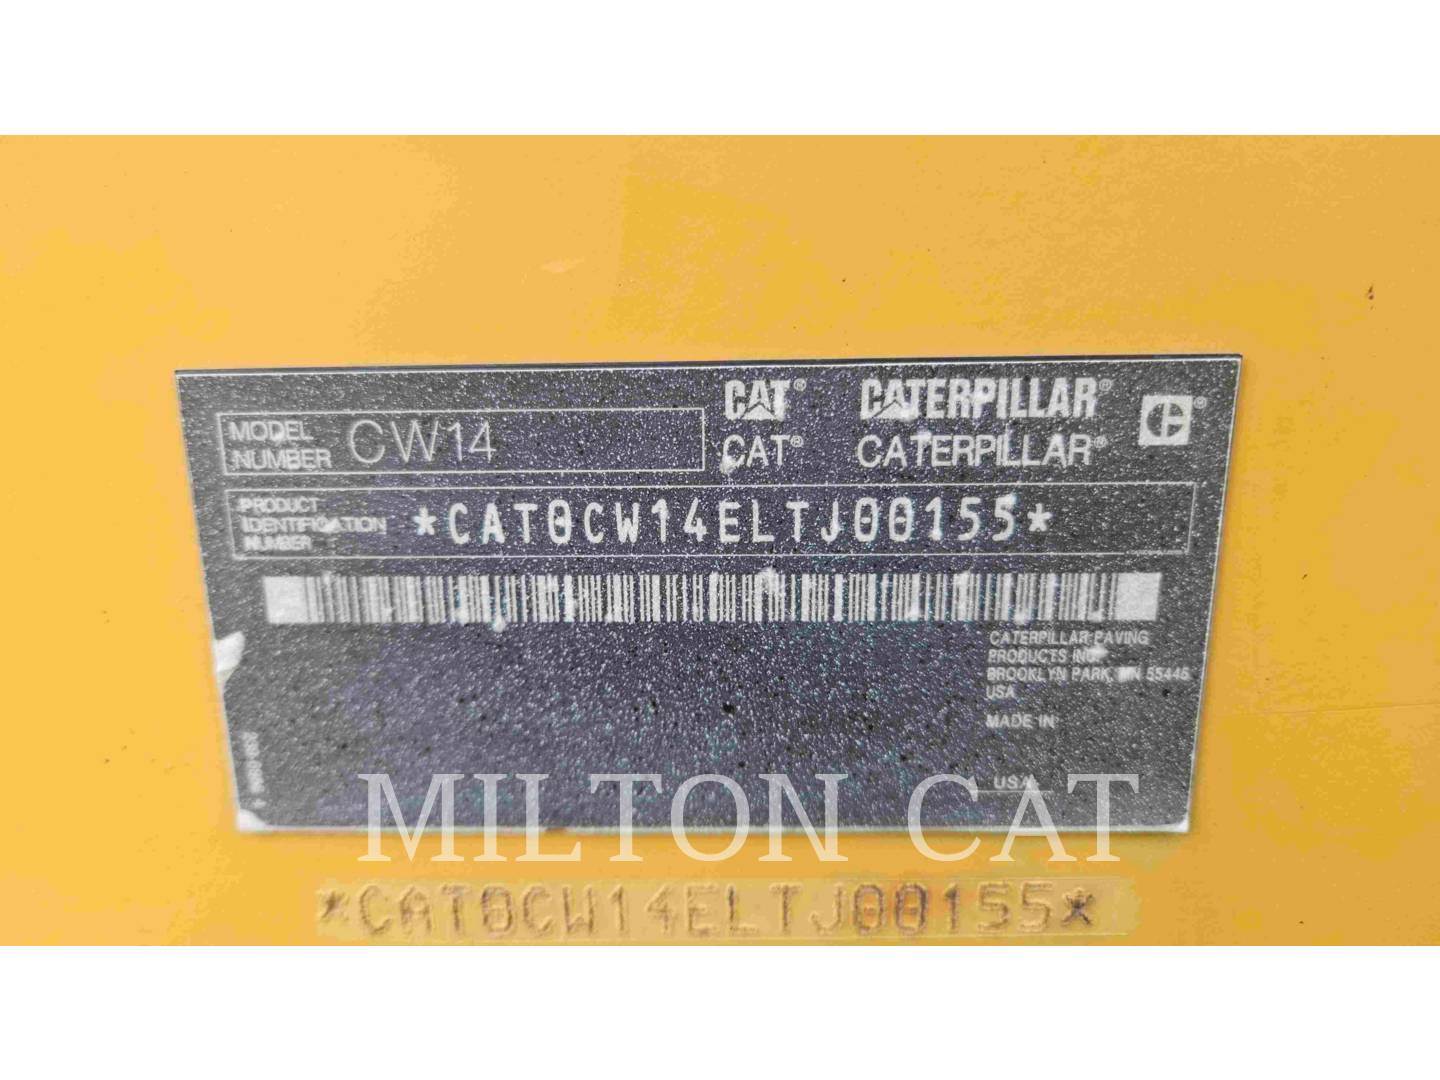 MODEL NUMBER CW14
CAT® CATERPILLAR®
CAT® CATERPILLAR®
PRODUCT
IDENTIFICATION
NUMBER
*CAT0CW14ELTJ00155*
CATERPILLAR PAVING
PRODUCTS INC.
BROOKLYN PARK, MN 55445
USA
MADE IN
USA
MILTON CAT
*CAT0CW14ELTJ00155*